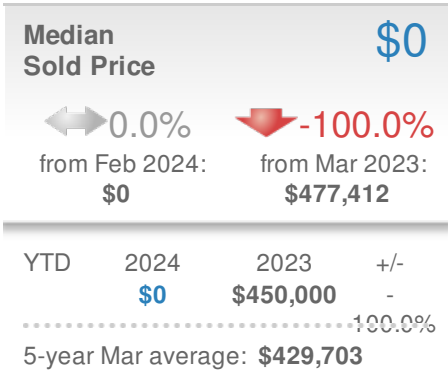 Median $0
Sold Price
0.0% -100.0%
from Feb 2024: from Mar 2023:
$0 $477,412
YTD 2024 2023 +/-
$0 $450,000 -
100.0%
5-year Mar average: $429,703